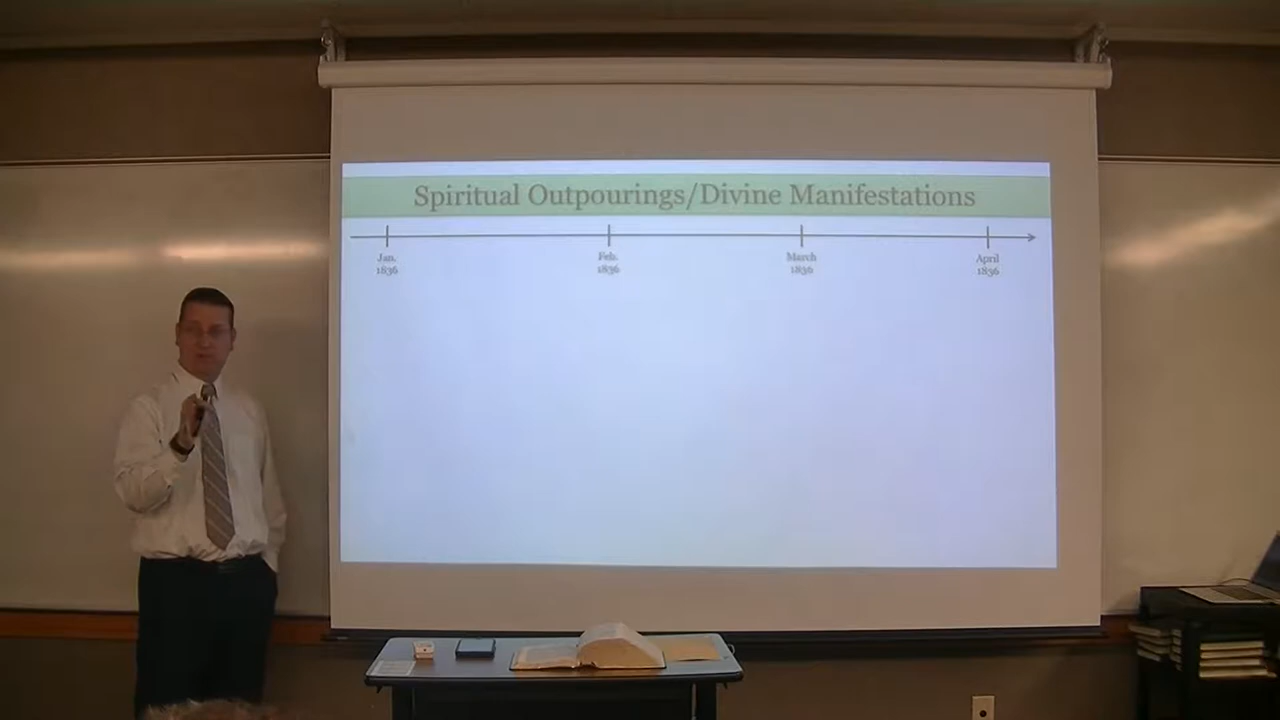 Spiritual Outpourings/Divine Manifestations
Jan. Feb. March April
1836 1836 1836 1836